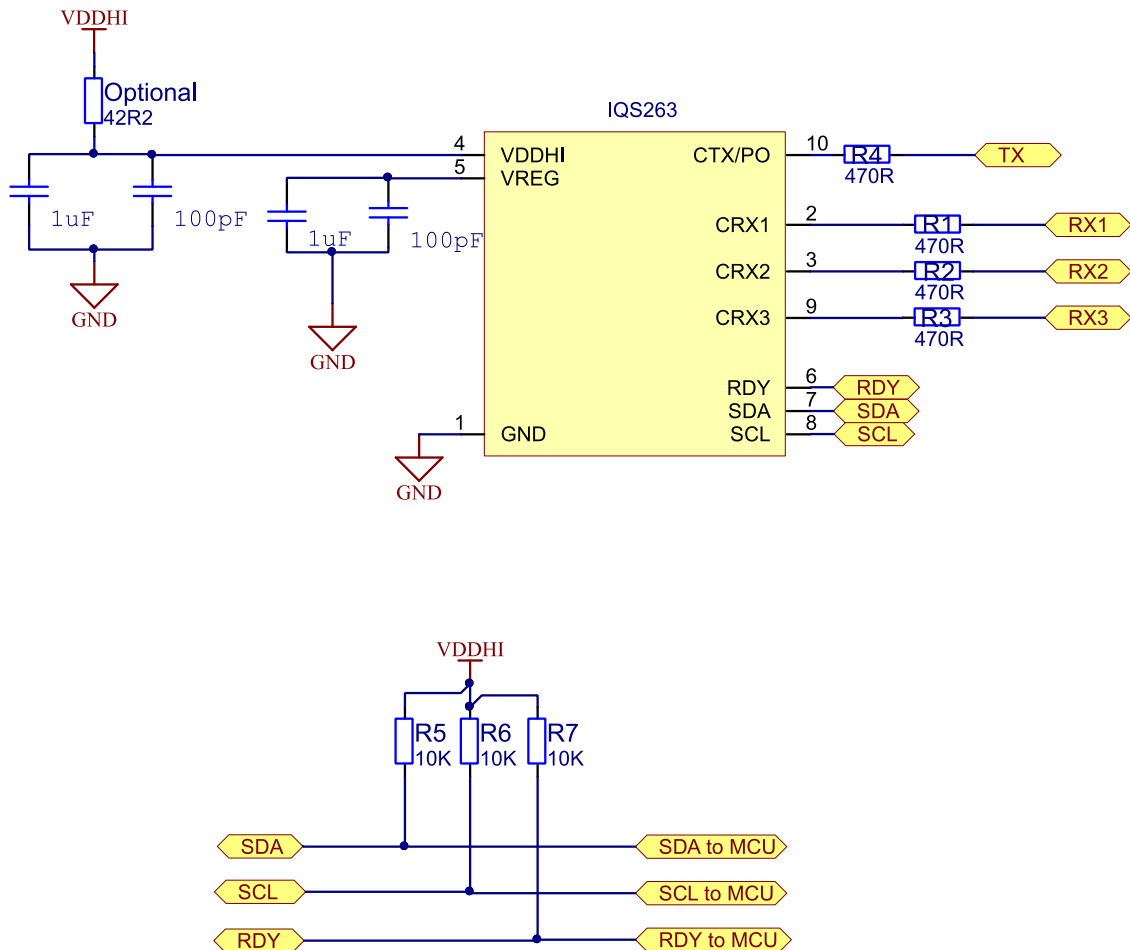 VDDHI
Optional
42R2
1uF
100pF
GND
1uF
100pF
GND
IQS263
4
VDDHI
5
VREG
1
GND
GND
CTX/PO
10
R4
470R
TX
CRX1
2
R1
470R
RX1
CRX2
3
R2
470R
RX2
CRX3
9
R3
470R
RX3
RDY
6
RDY
SDA
7
SDA
SCL
8
SCL
VDDHI
R5
10K
R6
10K
R7
10K
SDA
SDA to MCU
SCL
SCL to MCU
RDY
RDY to MCU